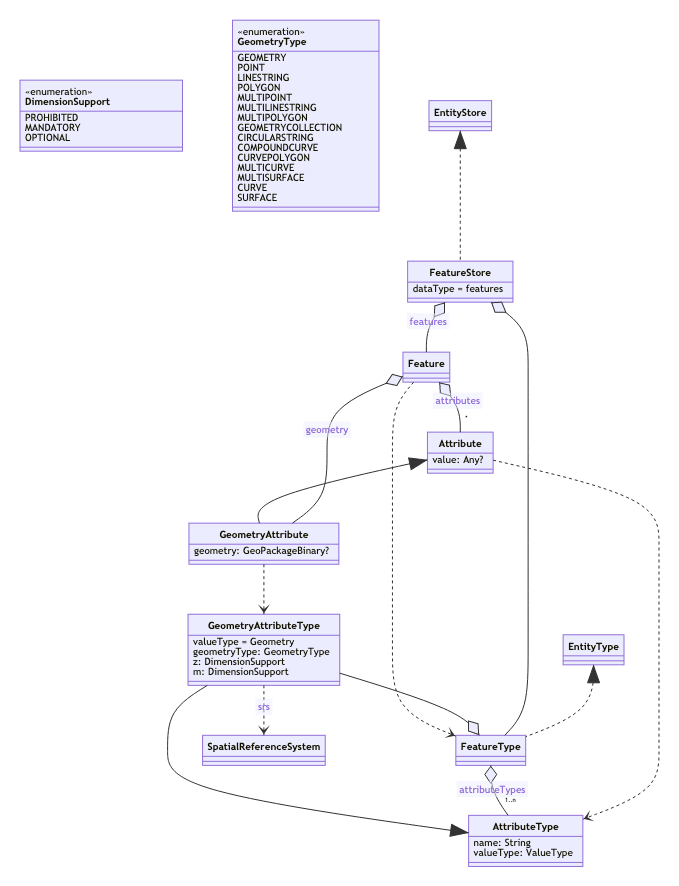 «enumeration»
GeometryType
GEOMETRY
POINT
LINESTRING
POLYGON
MULTIPOINT
MULTILINESTRING
MULTIPOLYGON
GEOMETRYCOLLECTION
CIRCULARSTRING
COMPOUNDCURVE
CURVEPOLYGON
MULTICURVE
MULTISURFACE
CURVE
SURFACE
«enumeration»
DimensionSupport
PROHIBITED
MANDATORY
OPTIONAL
EntityStore
FeatureStore
dataType = features
features
Feature
attributes
*
geometry
Attribute
value: Any?
GeometryAttribute
geometry: GeoPackageBinary?
GeometryAttributeType
valueType = Geometry
geometryType: GeometryType
z: DimensionSupport
m: DimensionSupport
EntityType
srs
SpatialReferenceSystem
FeatureType
attributeTypes
1..n
AttributeType
name: String
valueType: ValueType